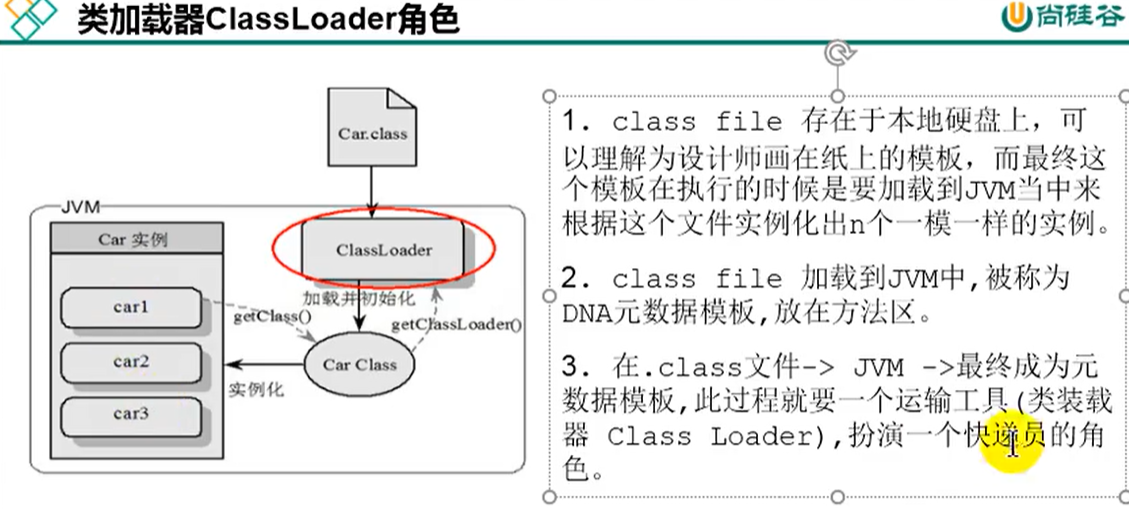 类加载器ClassLoader角色
尚硅谷
Car.class
JVM
Car 实例
ClassLoader
加载并初始化
car1
getClass()
getClassLoader()
car2
Car Class
实例化
car3
1. class file 存在于本地硬盘上，可
以理解为设计师画在纸上的模板，而最终这
个模板在执行的时候是要加载到JVM当中来
根据这个文件实例化出n个一模一样的实例。
2. class file 加载到JVM中,被称为
DNA元数据模板,放在方法区。
3. 在.class文件-> JVM ->最终成为元
数据模板,此过程就要一个运输工具(类装载
器 Class Loader),扮演一个快递员的角
色。